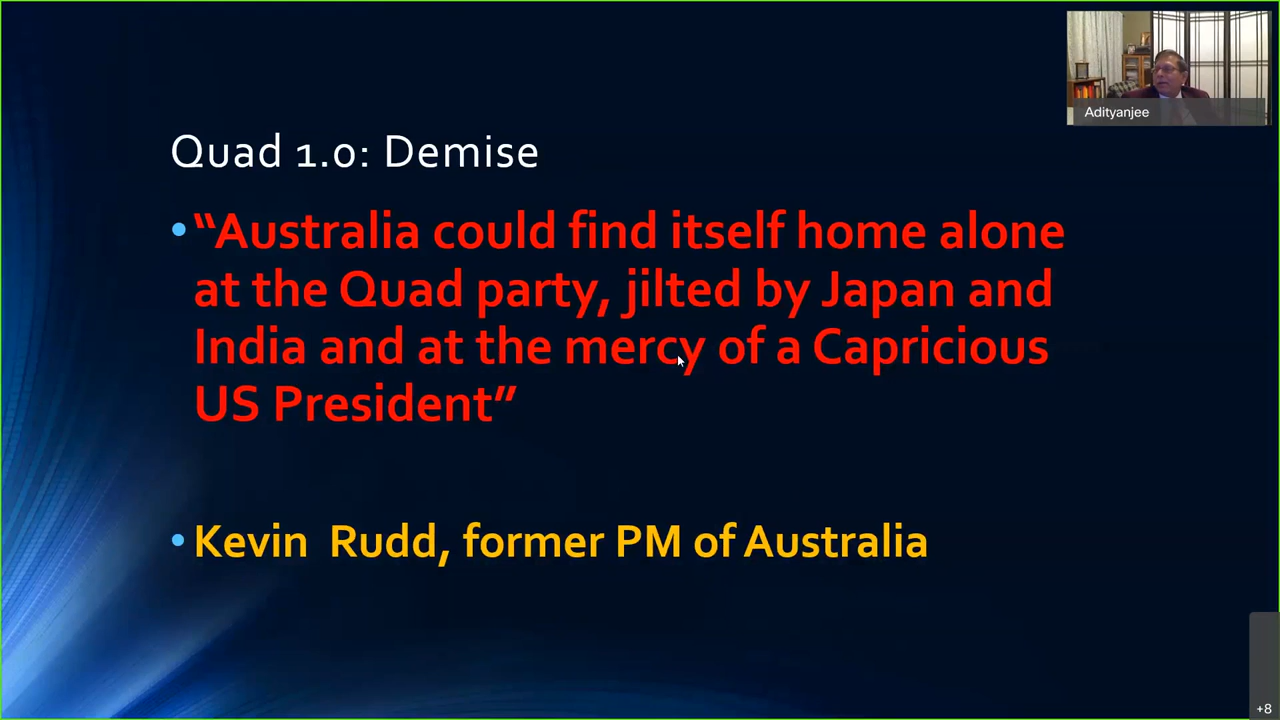 Adityanjee
Quad 1.0: Demise
• “Australia could find itself home alone
at the Quad party, jilted by Japan and
India and at the mercy of a Capricious
US President”
• Kevin Rudd, former PM of Australia
+8